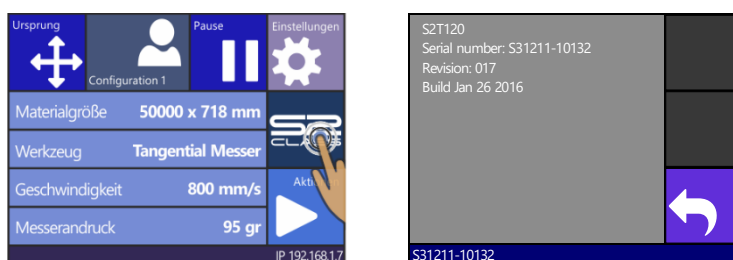 Ursprung
Pause
Einstellungen
Configuration 1
Materialgröße 50000 x 718 mm
Werkzeug Tangential Messer
Geschwindigkeit 800 mm/s
Messerandruck 95 gr
S2
IP 192.168.1.7
S2T120
Serial number: S31211-10132
Revision: 017
Build Jan 26 2016
S31211-10132